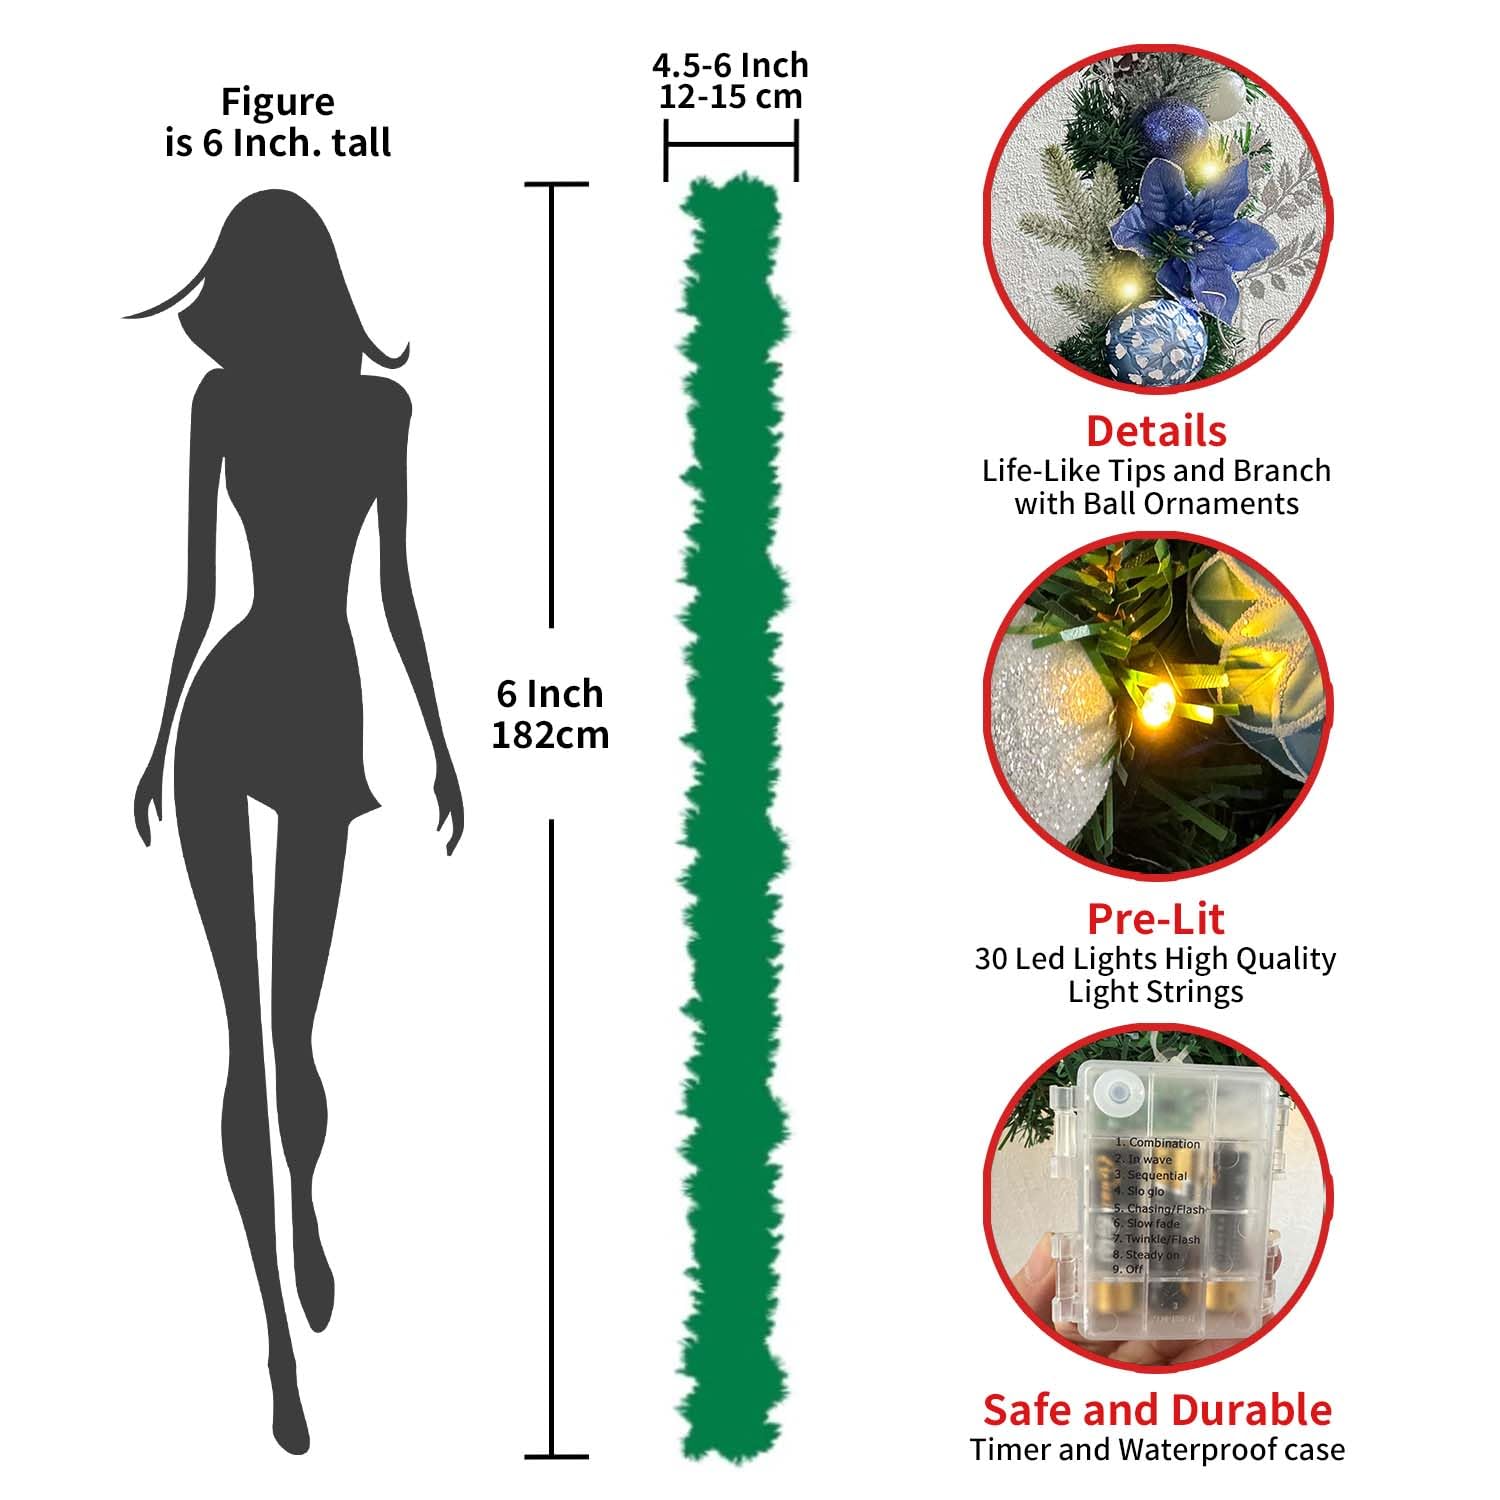 Figure
is 6 Inch. tall
4.5-6 Inch
12-15 cm
6 Inch
182cm
Details
Life-Like Tips and Branch
with Ball Ornaments
Pre-Lit
30 Led Lights High Quality
Light Strings
1. Combination
2. In wave
3. Sequential
4. Slo glo
5. Chasing/Flash
6. Slow fade
7. Twinkle/Flash
8. Steady on
9. Off
Safe and Durable
Timer and Waterproof case